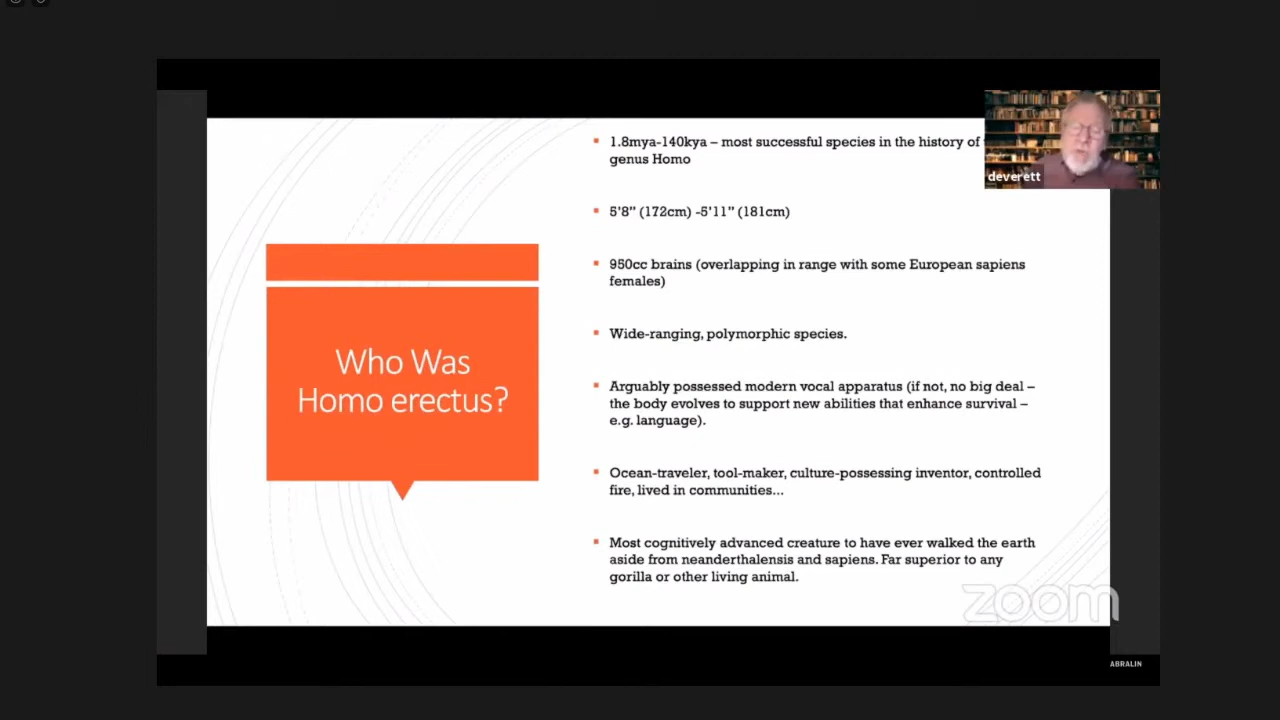 1.8mya-140kya – most successful species in the history of
genus Homo
deverett
5'8" (172cm) -5'11" (181cm)
950cc brains (overlapping in range with some European sapiens
females)
Wide-ranging, polymorphic species.
Who Was
Homo erectus?
Arguably possessed modern vocal apparatus (if not, no big deal –
the body evolves to support new abilities that enhance survival –
e.g. language).
Ocean-traveler, tool-maker, culture-possessing inventor, controlled
fire, lived in communities...
Most cognitively advanced creature to have ever walked the earth
aside from neanderthalensis and sapiens. Far superior to any
gorilla or other living animal.
zoom
ABRALIN